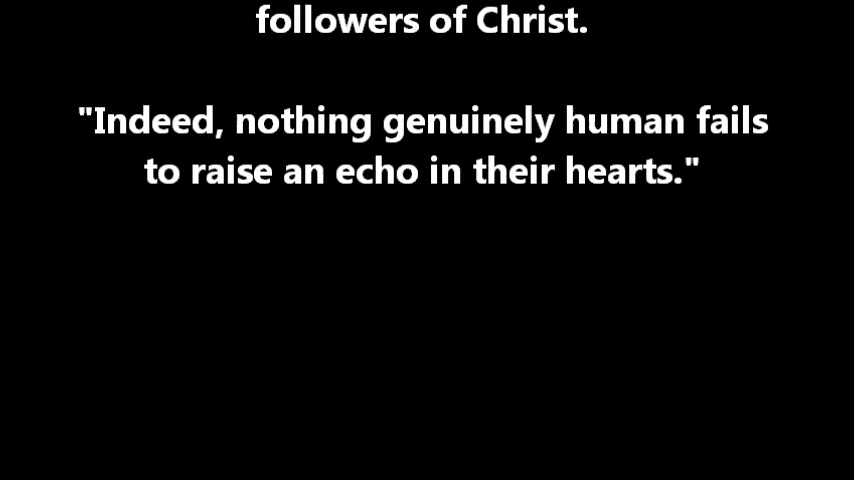 followers of Christ.
"Indeed, nothing genuinely human fails
to raise an echo in their hearts."